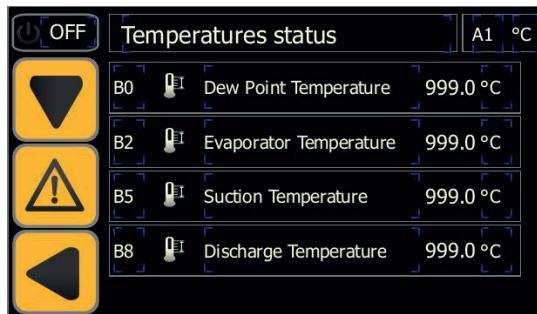 OFF Temperatures status A1 °C
B0 Dew Point Temperature 999.0 °C
B2 Evaporator Temperature 999.0 °C
B5 Suction Temperature 999.0 °C
B8 Discharge Temperature 999.0 °C